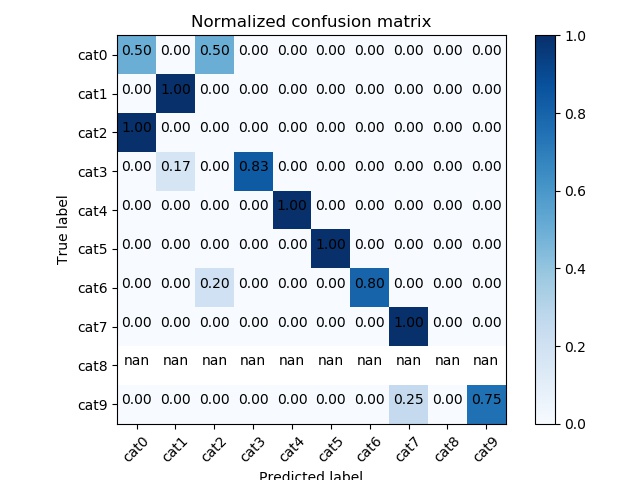 Normalized confusion matrix
True label
cat0 0.50 0.00 0.50 0.00 0.00 0.00 0.00 0.00 0.00 0.00
cat1 0.00 1.00 0.00 0.00 0.00 0.00 0.00 0.00 0.00 0.00
cat2 1.00 0.00 0.00 0.00 0.00 0.00 0.00 0.00 0.00 0.00
cat3 0.00 0.17 0.00 0.83 0.00 0.00 0.00 0.00 0.00 0.00
cat4 0.00 0.00 0.00 0.00 1.00 0.00 0.00 0.00 0.00 0.00
cat5 0.00 0.00 0.00 0.00 0.00 1.00 0.00 0.00 0.00 0.00
cat6 0.00 0.00 0.20 0.00 0.00 0.00 0.80 0.00 0.00 0.00
cat7 0.00 0.00 0.00 0.00 0.00 0.00 0.00 1.00 0.00 0.00
cat8 nan nan nan nan nan nan nan nan nan nan
cat9 0.00 0.00 0.00 0.00 0.00 0.00 0.00 0.25 0.00 0.75
cat0 cat1 cat2 cat3 cat4 cat5 cat6 cat7 cat8 cat9
Predicted label
1.0
0.8
0.6
0.4
0.2
0.0